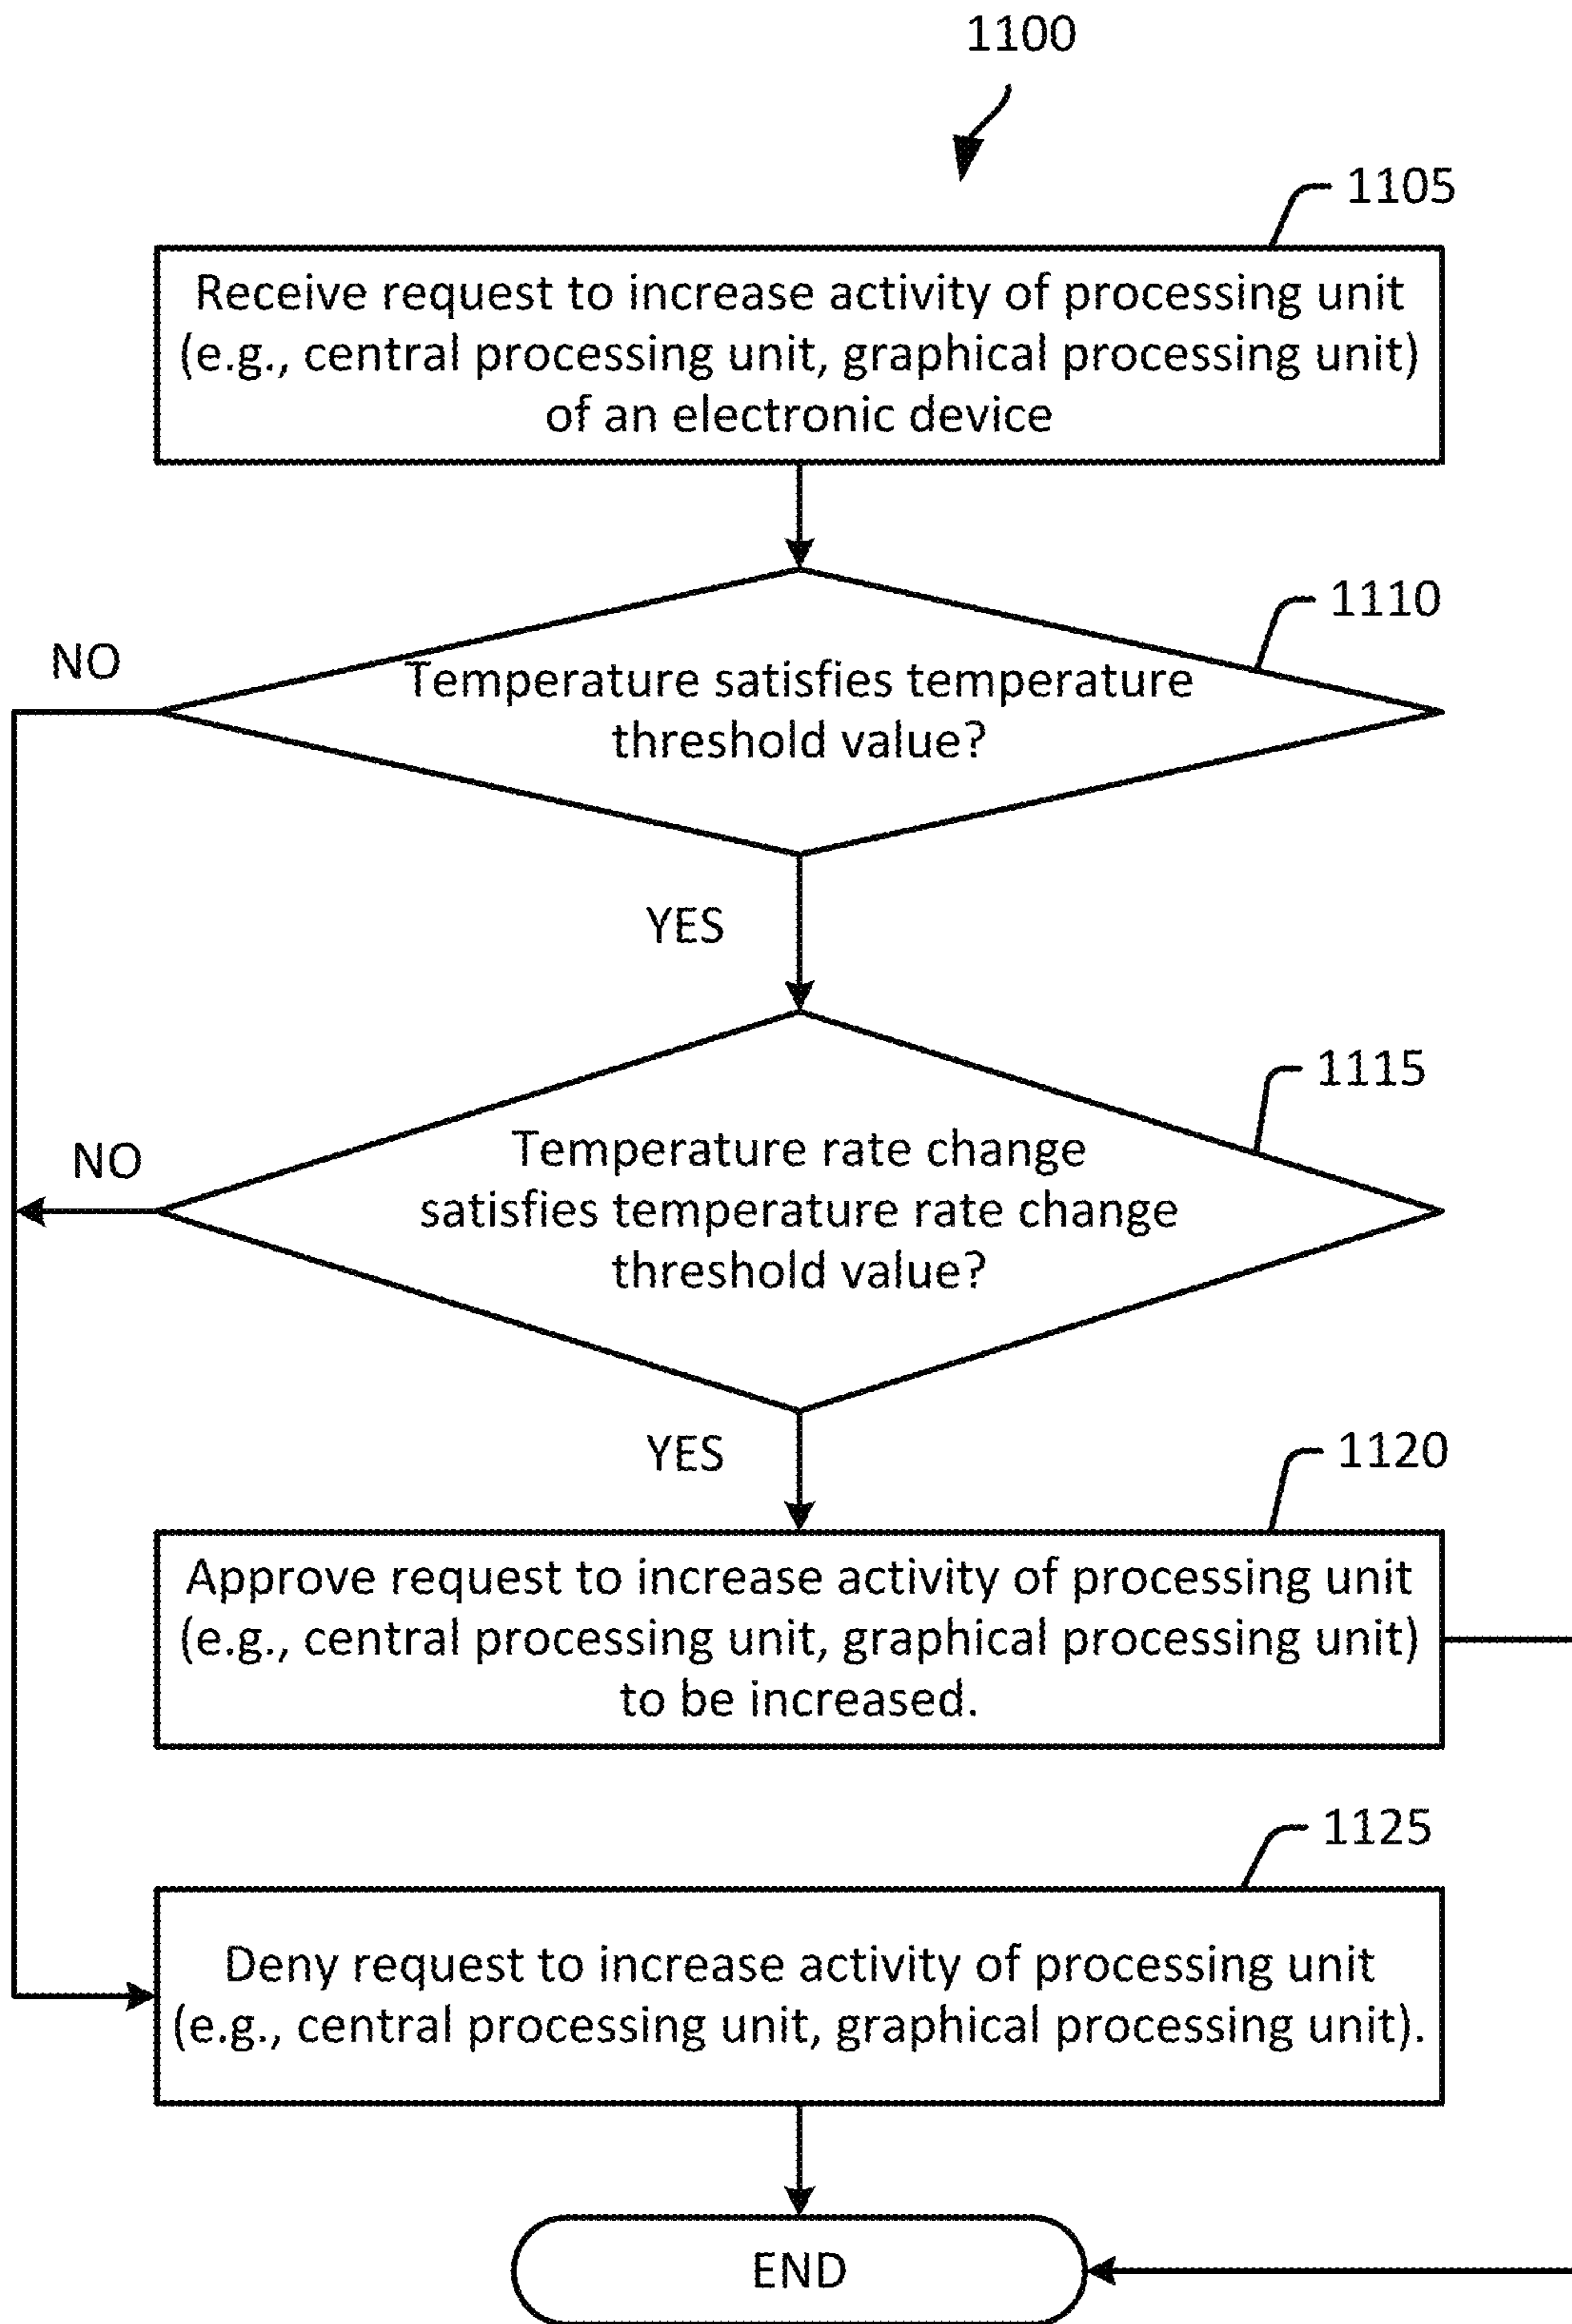 1100
1105
Receive request to increase activity of processing unit
(e.g., central processing unit, graphical processing unit)
of an electronic device
1110
NO
Temperature satisfies temperature
threshold value?
YES
1115
NO
Temperature rate change
satisfies temperature rate change
threshold value?
YES
1120
Approve request to increase activity of processing unit
(e.g., central processing unit, graphical processing unit)
to be increased.
1125
Deny request to increase activity of processing unit
(e.g., central processing unit, graphical processing unit).
END